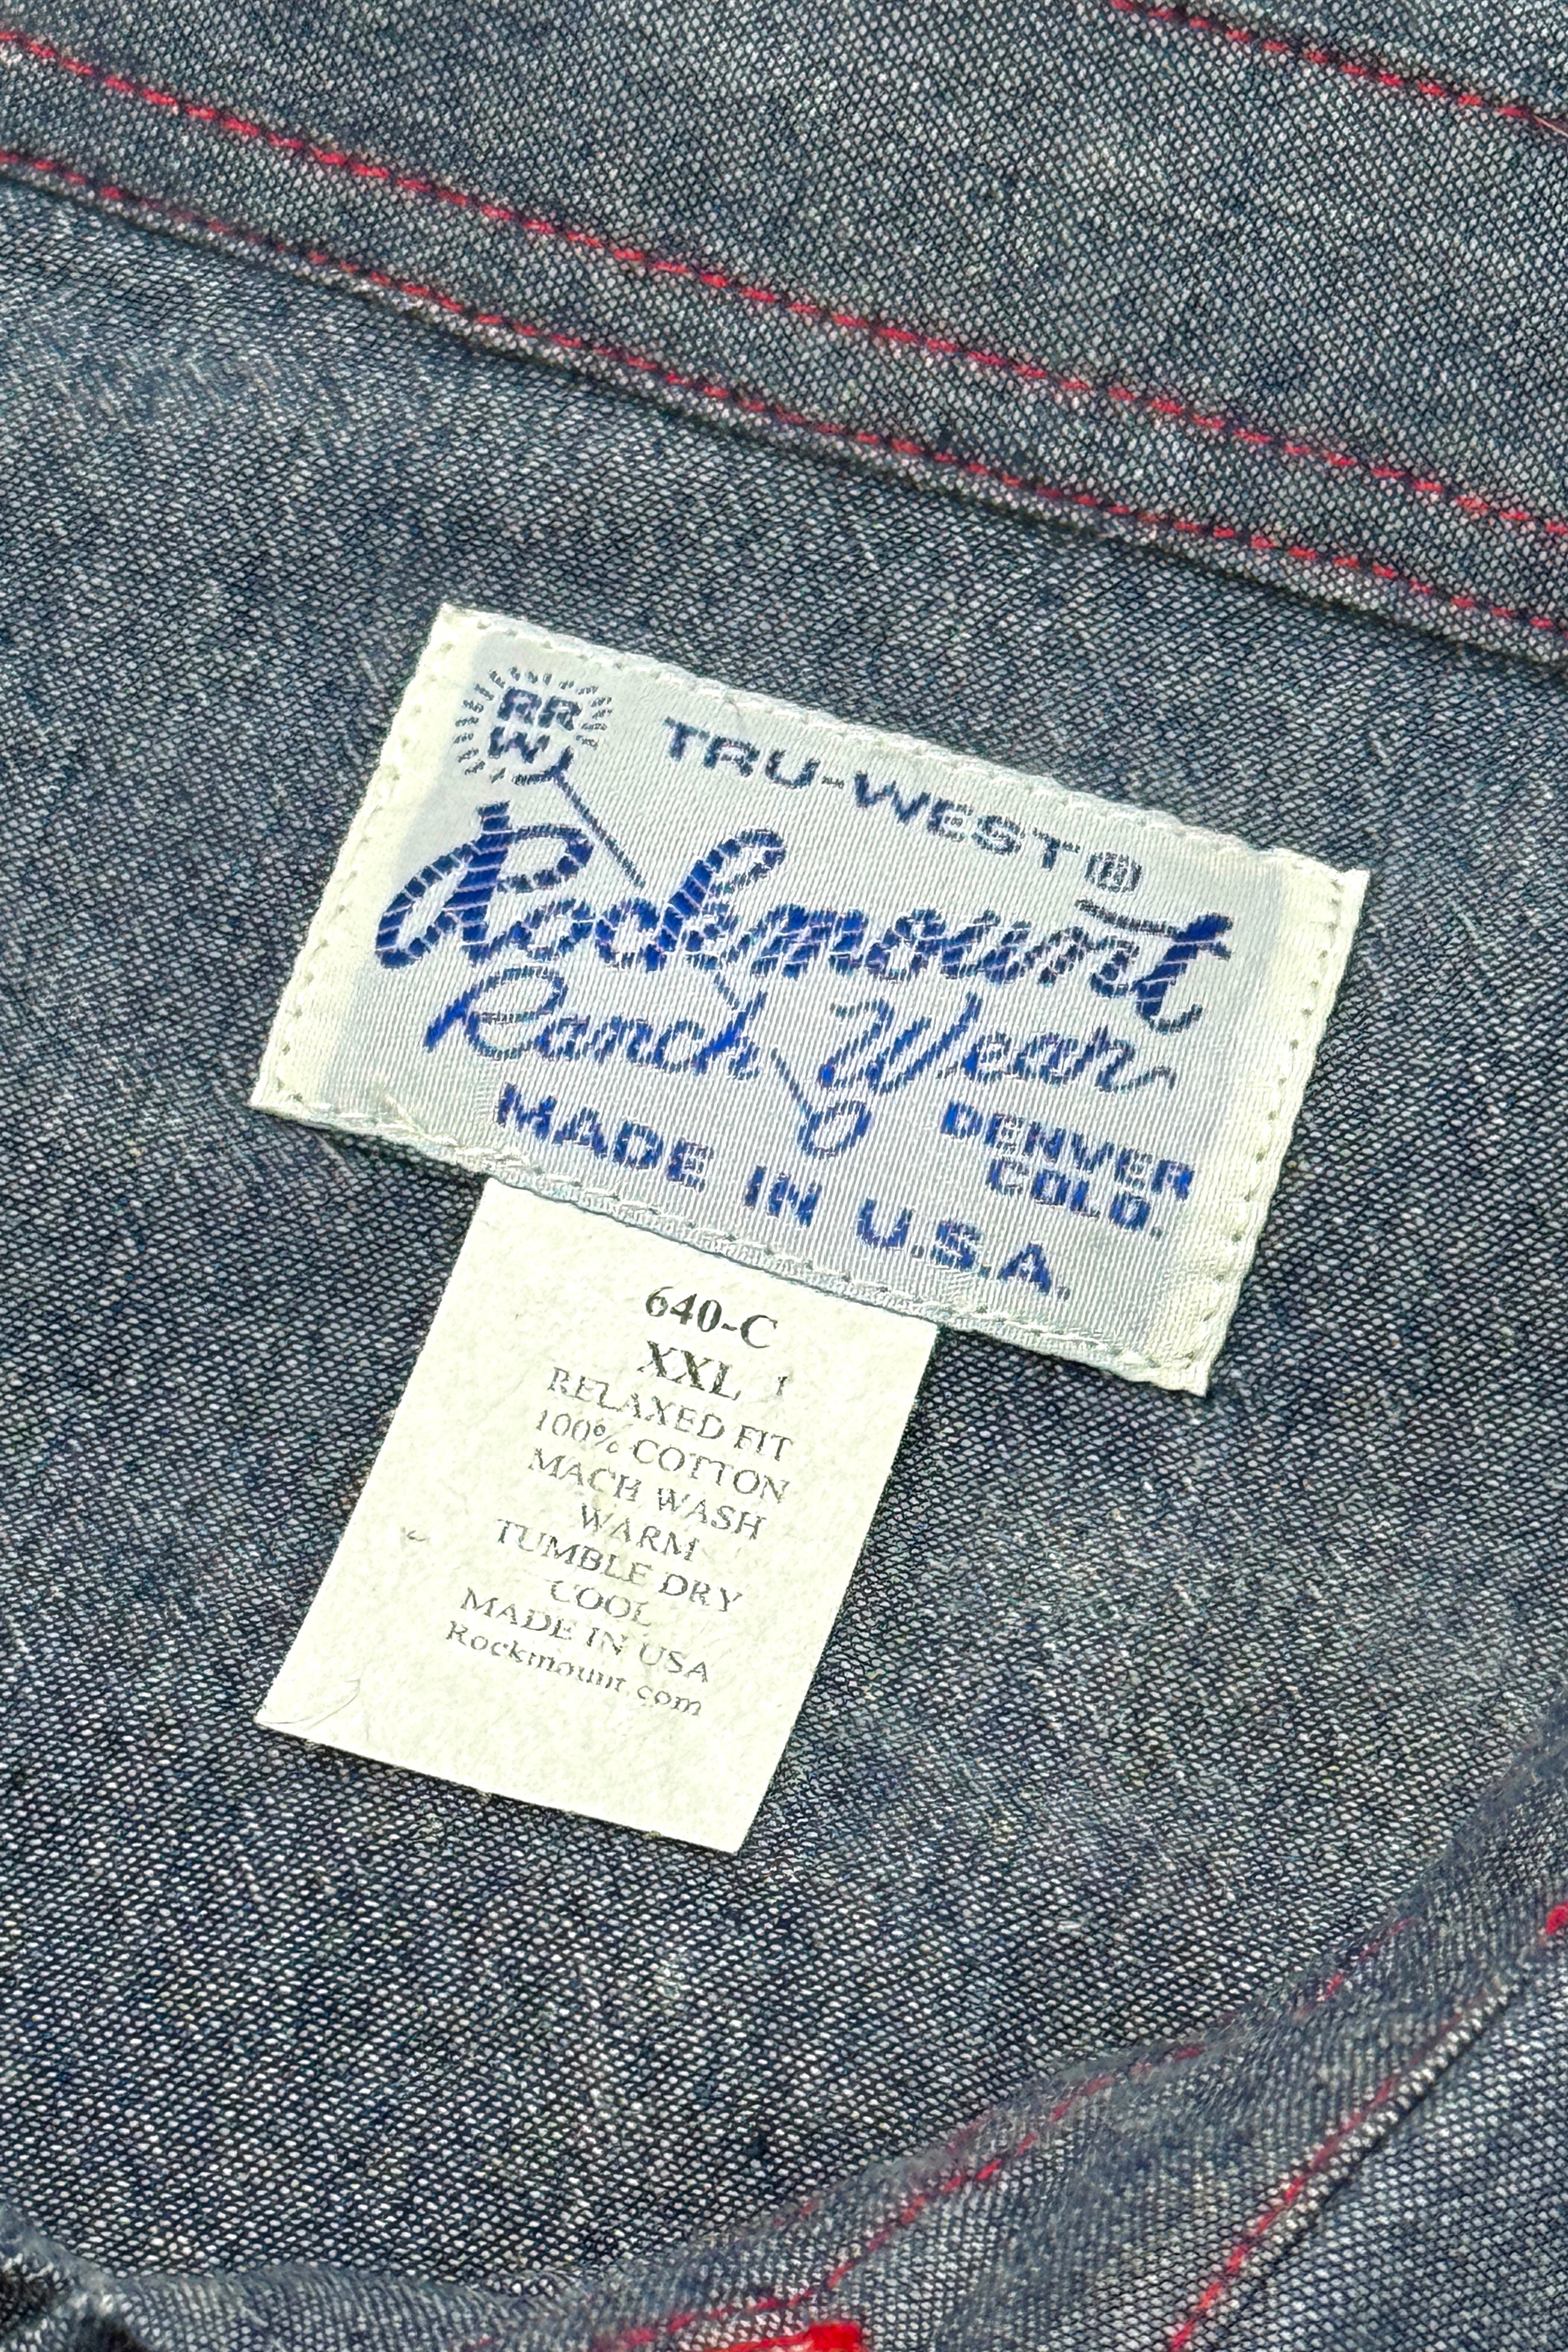 RR
W
TRU-WEST®
Rockmount
Ranch Wear
DENVER
COLO.
MADE IN U.S.A.
640-C
XXL
RELAXED FIT
100% COTTON
MACH WASH
WARM
TUMBLE DRY
COOL
MADE IN USA
Rockmount.com